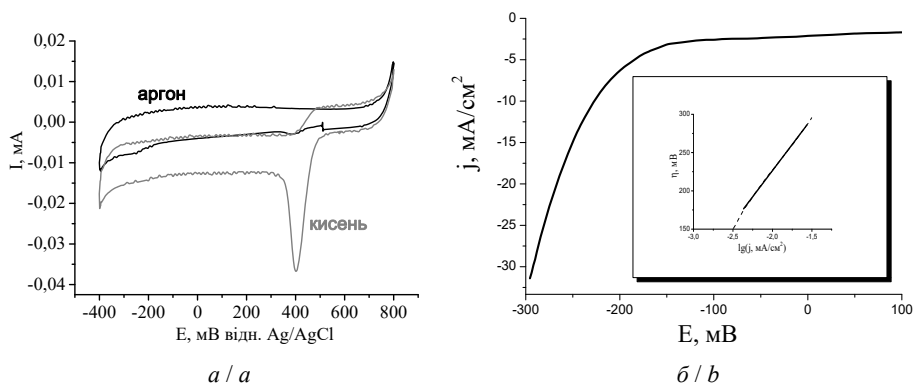 0,02
0,01
0,00
-0,01
-0,02
-0,03
-0,04
I, мА
аргон
кисень
-400 -200 0 200 400 600 800
E, мВ відн. Ag/AgCl
а / a
0
-5
-10
-15
-20
-25
-30
j, мА/см²
300
250
200
150
η, мВ
-3,0 -2,5 -2,0 -1,5
lg(j, мА/см²)
-300 -200 -100 0 100
E, мВ
б / b